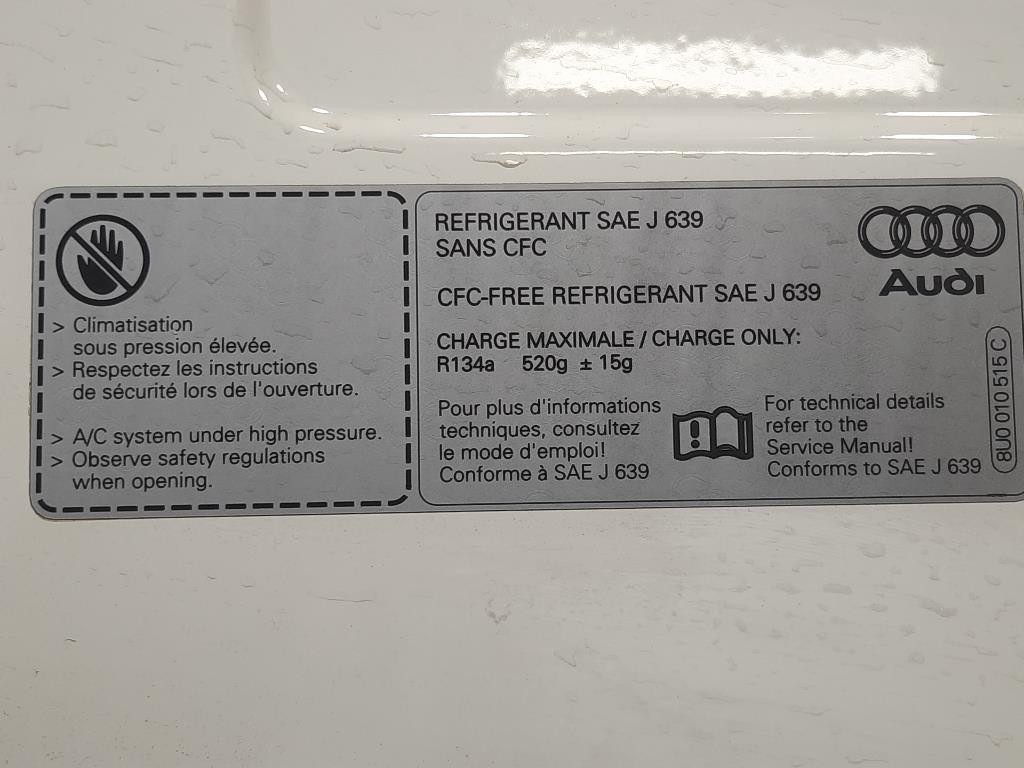 > Climatisation
sous pression élevée.
> Respectez les instructions
de sécurité lors de l'ouverture.
> A/C system under high pressure.
> Observe safety regulations
when opening.
REFRIGERANT SAE J 639
SANS CFC
CFC-FREE REFRIGERANT SAE J 639
CHARGE MAXIMALE / CHARGE ONLY:
R134a 520g ± 15g
Pour plus d'informations
techniques, consultez
le mode d'emploi!
Conforme à SAE J 639
For technical details
refer to the
Service Manual!
Conforms to SAE J 639
Audi
8U0 010 515 C